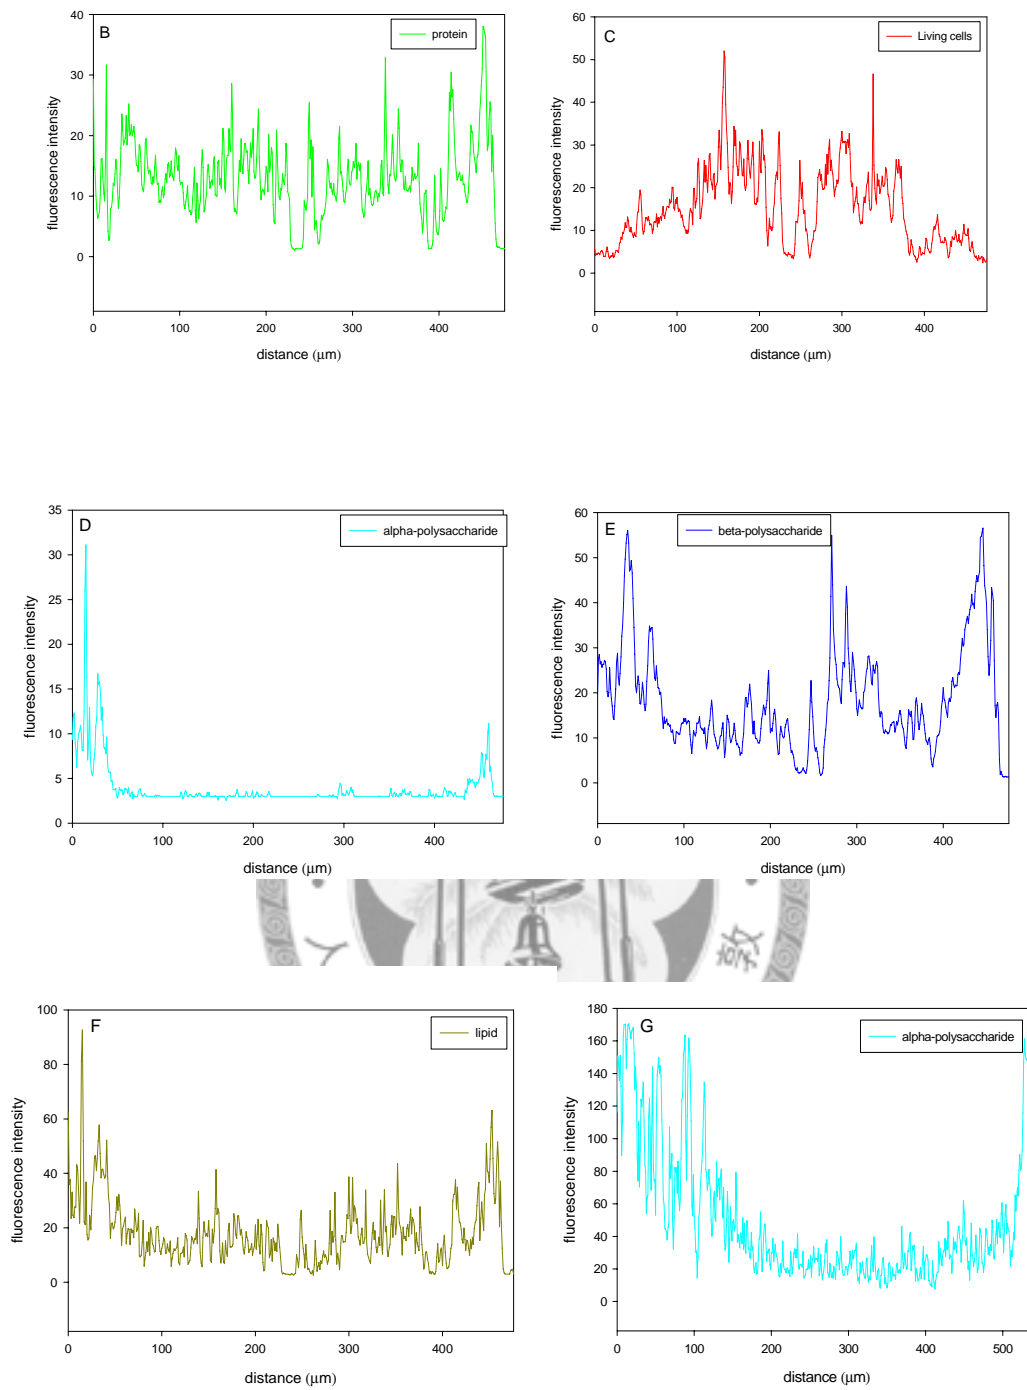 B
protein
fluorescence intensity
40
30
20
10
0
0 100 200 300 400
distance (µm)
C
Living cells
fluorescence intensity
60
50
40
30
20
10
0
0 100 200 300 400
distance (µm)
D
alpha-polysaccharide
fluorescence intensity
35
30
25
20
15
10
5
0
0 100 200 300 400
distance (µm)
E
beta-polysaccharide
fluorescence intensity
60
50
40
30
20
10
0
0 100 200 300 400
distance (µm)
F
lipid
fluorescence intensity
100
80
60
40
20
0
0 100 200 300 400
distance (µm)
G
alpha-polysaccharide
fluorescence intensity
180
160
140
120
100
80
60
40
20
0
0 100 200 300 400 500
distance (µm)